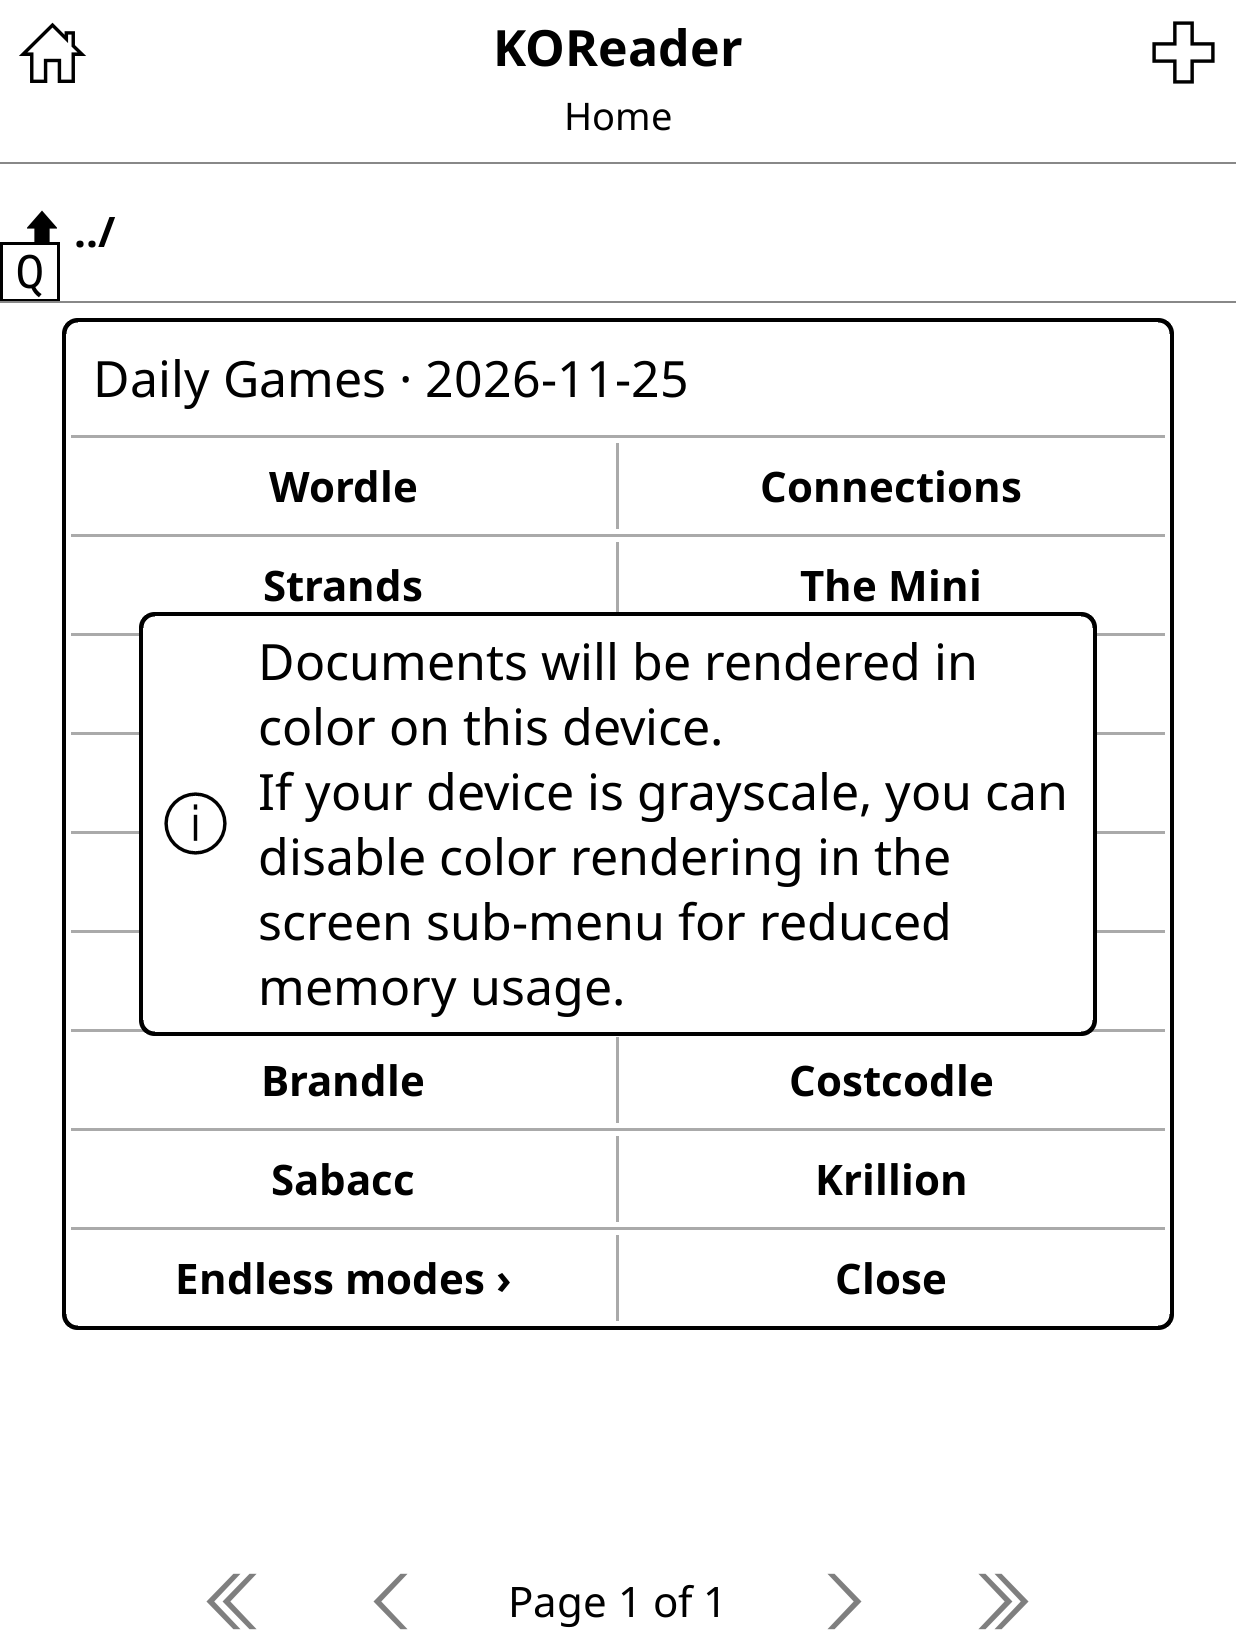 KOReader
Home
../
Q
Daily Games · 2026-11-25
Wordle
Connections
Strands
The Mini
Documents will be rendered in
color on this device.
If your device is grayscale, you can
disable color rendering in the
screen sub-menu for reduced
memory usage.
Brandle
Costcodle
Sabacc
Krillion
Endless modes ›
Close
Page 1 of 1